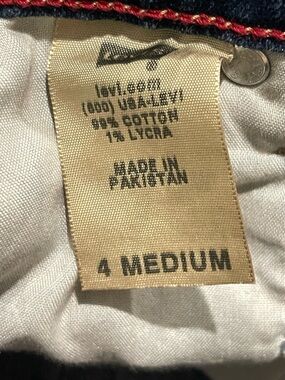 levi.com
(800) USA-LEVI
99% COTTON
1% LYCRA
MADE IN
PAKISTAN
4 MEDIUM